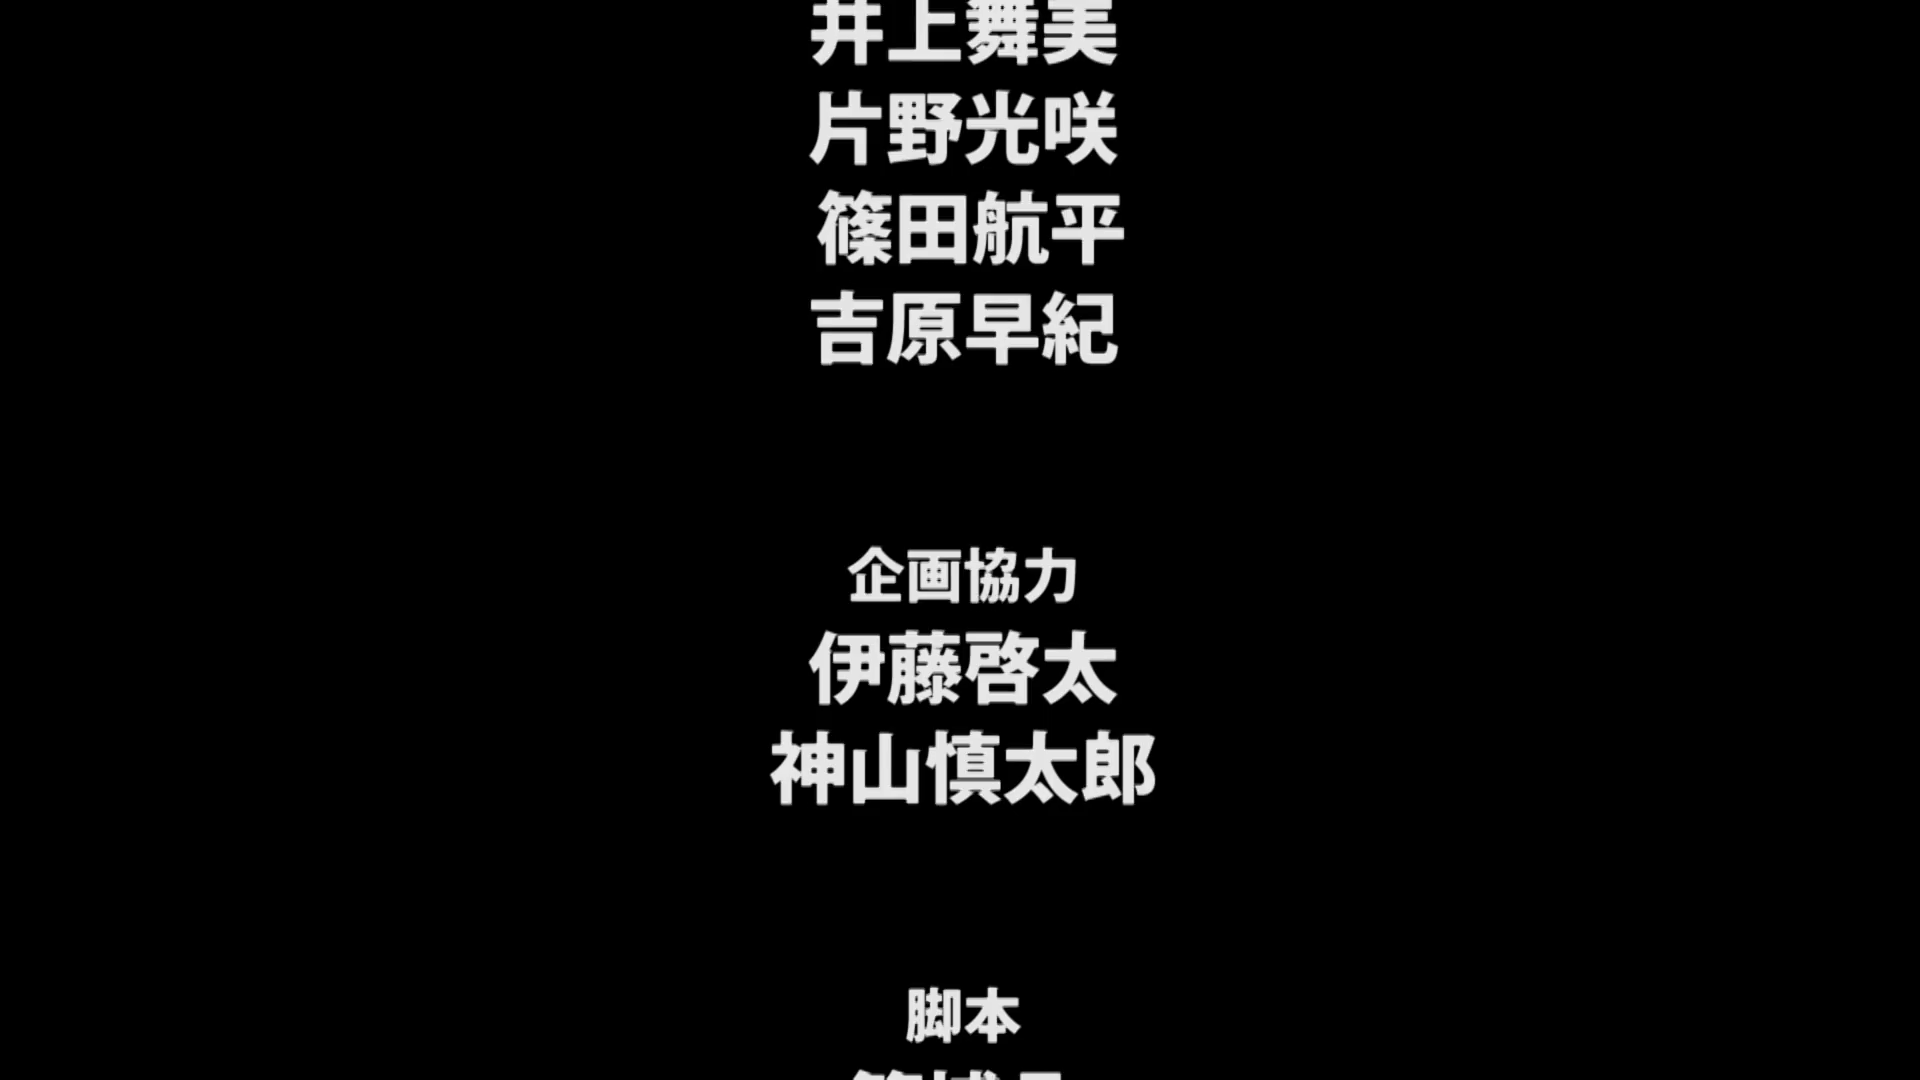 井上舞美
片野光咲
篠田航平
吉原早紀
企画協力
伊藤啓太
神山慎太郎
脚本